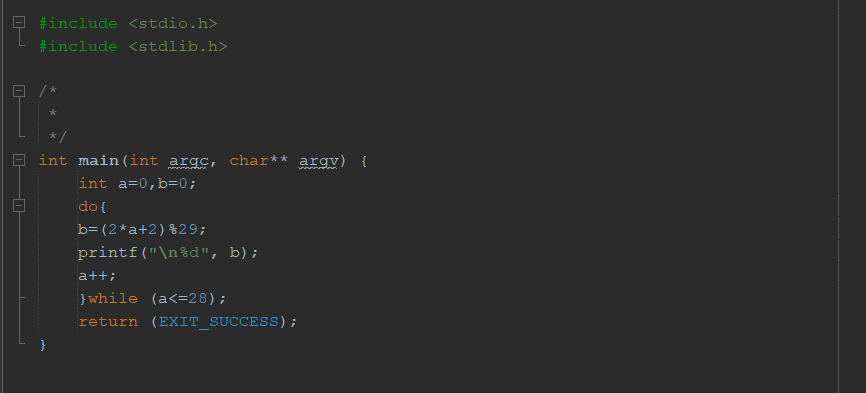 #include <stdio.h>
#include <stdlib.h>
/*
*
*/
int main(int argc, char** argv) {
int a=0,b=0;
do{
b=(2*a+2)%29;
printf("\n%d", b);
a++;
}while (a<=28);
return (EXIT_SUCCESS);
}